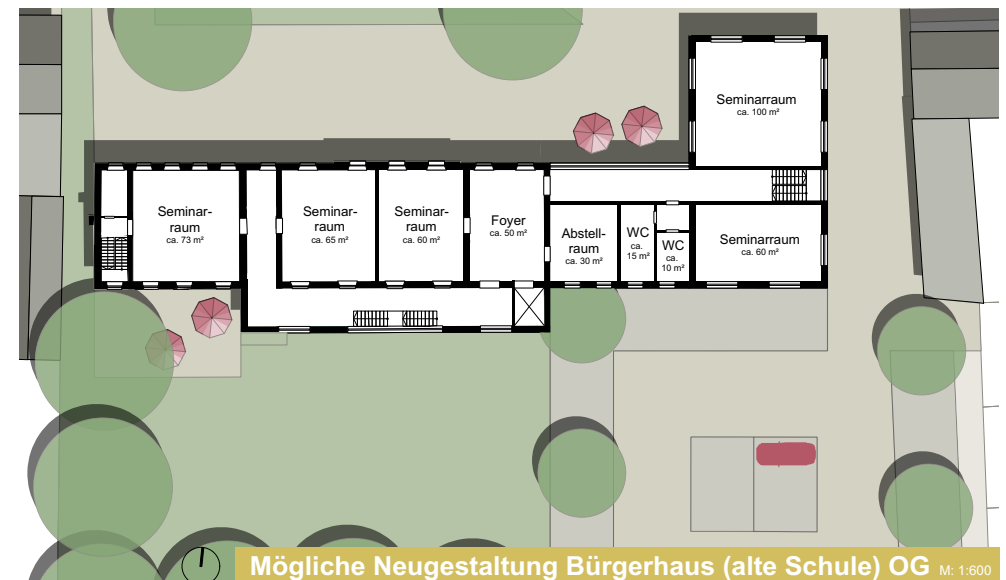 Seminarraum
ca. 100 m²
Seminar-
raum
ca. 73 m²
Seminar-
raum
ca. 65 m²
Seminar-
raum
ca. 60 m²
Foyer
ca. 50 m²
Abstell-
raum
ca. 30 m²
WC
ca.
15 m²
WC
ca.
10 m²
Seminarraum
ca. 60 m²
Mögliche Neugestaltung Bürgerhaus (alte Schule) OG M: 1:600